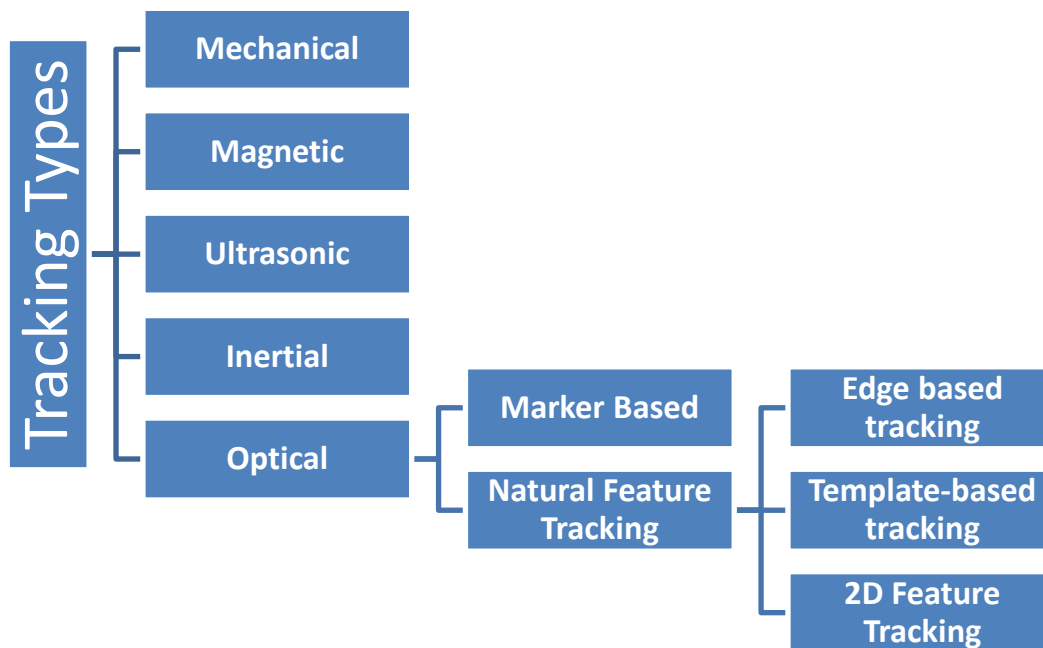 Tracking Types
Mechanical
Magnetic
Ultrasonic
Inertial
Optical
Marker Based
Natural Feature
Tracking
Edge based
tracking
Template-based
tracking
2D Feature
Tracking